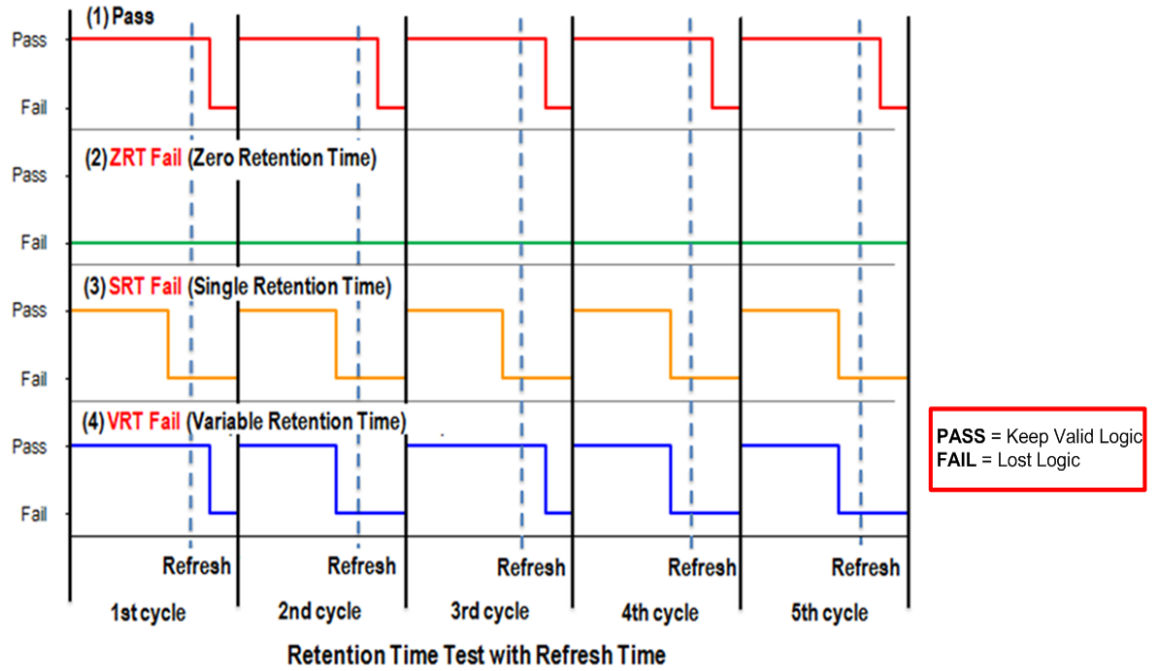 (1) Pass
Pass
Fail
(2) ZRT Fail (Zero Retention Time)
Pass
Fail
(3) SRT Fail (Single Retention Time)
Pass
Fail
(4) VRT Fail (Variable Retention Time)
Pass
Fail
PASS = Keep Valid Logic
FAIL = Lost Logic
Refresh Refresh Refresh Refresh Refresh
1st cycle 2nd cycle 3rd cycle 4th cycle 5th cycle
Retention Time Test with Refresh Time